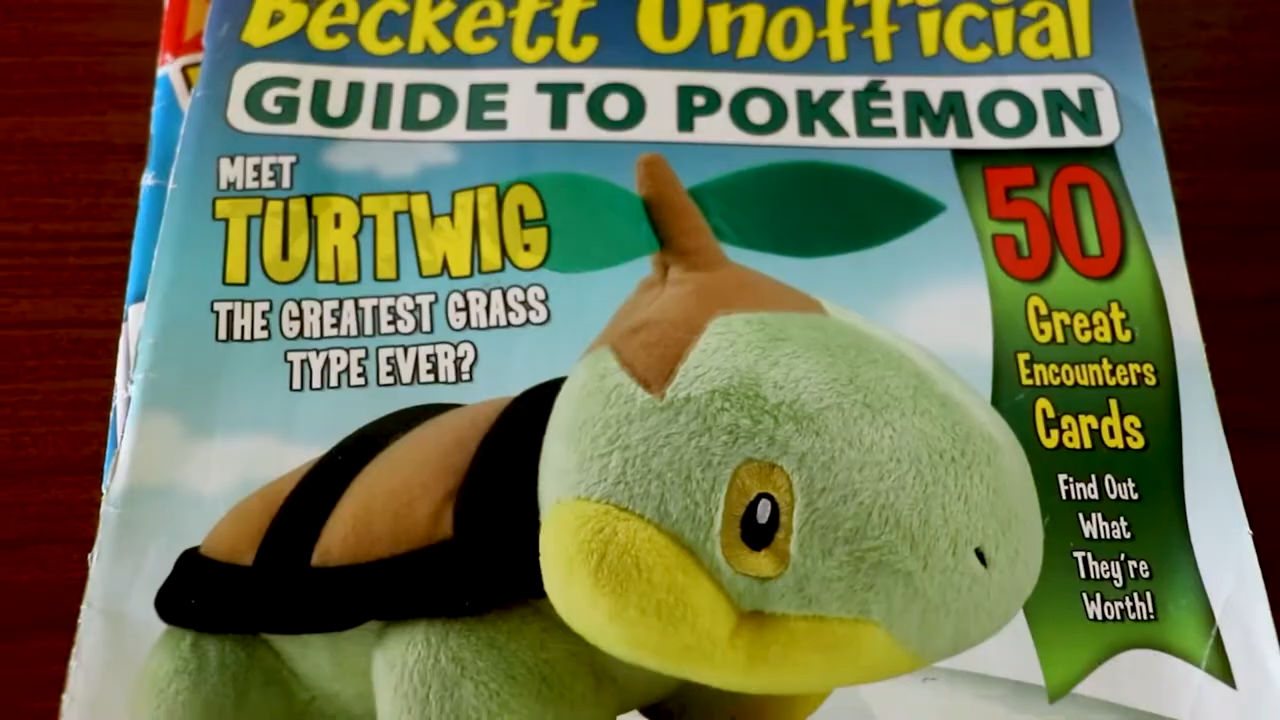 Beckett Unofficial
GUIDE TO POKÉMON
MEET
TURTWIG
THE GREATEST GRASS
TYPE EVER?
50
Great
Encounters
Cards
Find Out
What
They're
Worth!